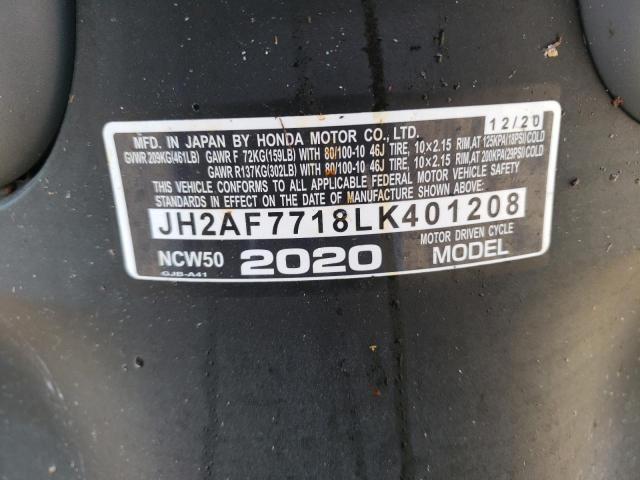 12/20
MFD. IN JAPAN BY HONDA MOTOR CO., LTD.
GVWR 209KG(461LB) GAWR F 72KG(159LB) WITH 80/100-10 46J TIRE, 10×2.15 RIM,AT 125KPA(18PSI)COLD
GAWR R137KG(302LB) WITH 80/100-10 46J TIRE, 10×2.15 RIM,AT 200KPA(29PSI)COLD
THIS VEHICLE CONFORMS TO ALL APPLICABLE FEDERAL MOTOR VEHICLE SAFETY
STANDARDS IN EFFECT ON THE DATE OF MANUFACTURE SHOWN ABOVE.
JH2AF7718LK401208
NCW50 2020 MOTOR DRIVEN CYCLE
GJB-A41 MODEL